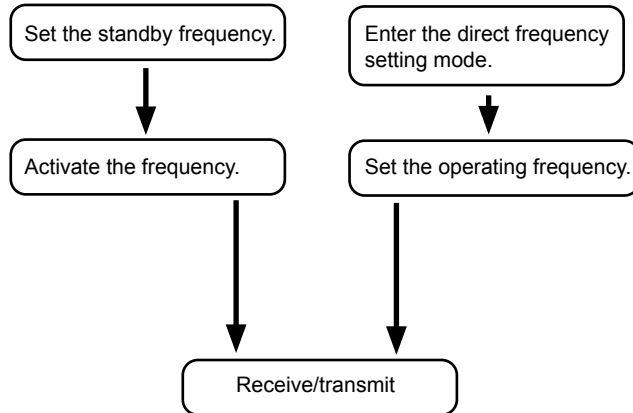 Set the standby frequency.
Activate the frequency.
Enter the direct frequency
setting mode.
Set the operating frequency.
Receive/transmit